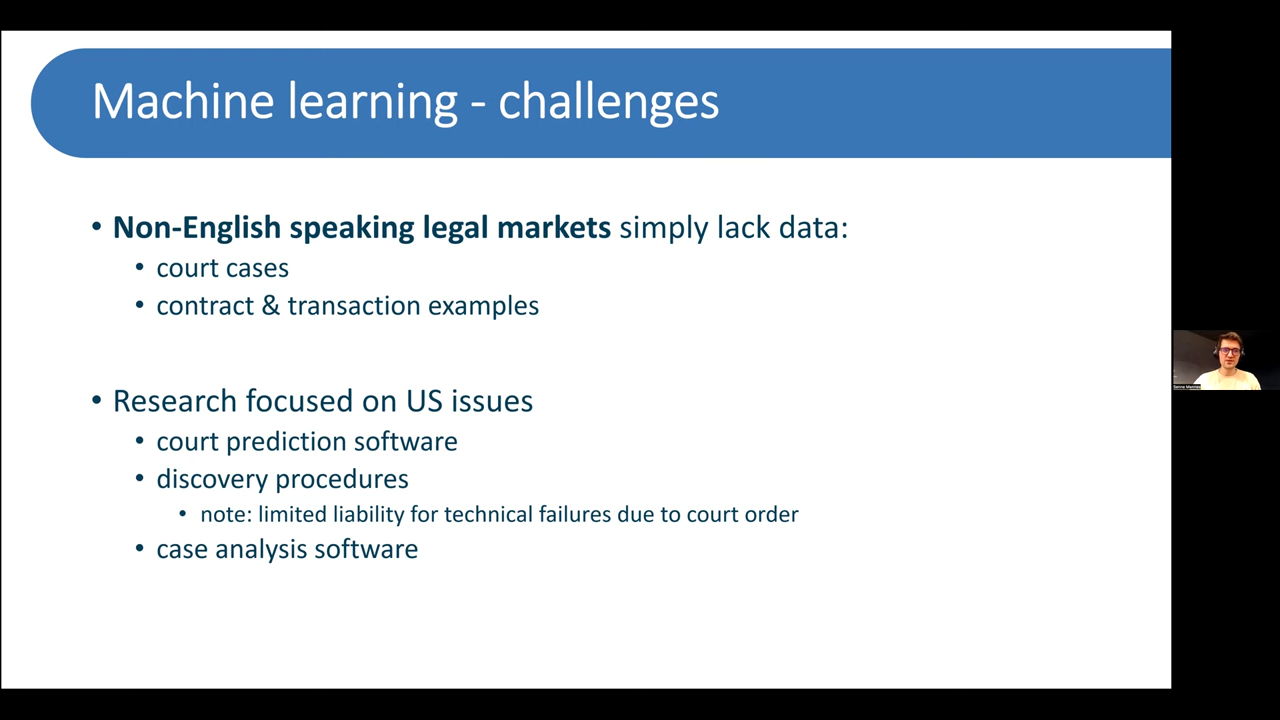 Machine learning - challenges
• Non-English speaking legal markets simply lack data:
• court cases
• contract & transaction examples
• Research focused on US issues
• court prediction software
• discovery procedures
• note: limited liability for technical failures due to court order
• case analysis software